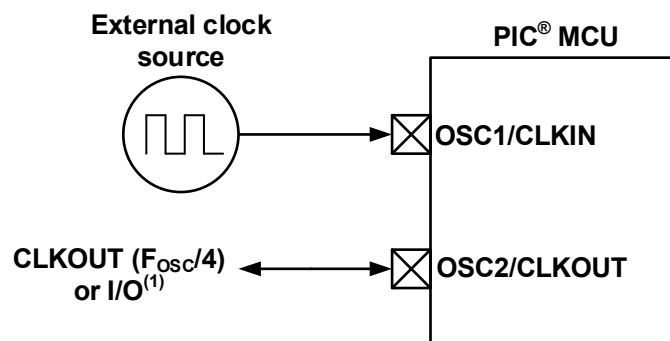 External clock
source
PIC® MCU
OSC1/CLKIN
CLKOUT (FOSC/4)
or I/O(1)
OSC2/CLKOUT